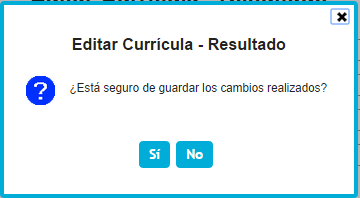 Editar Currícula - Resultado
¿Está seguro de guardar los cambios realizados?
Sí No